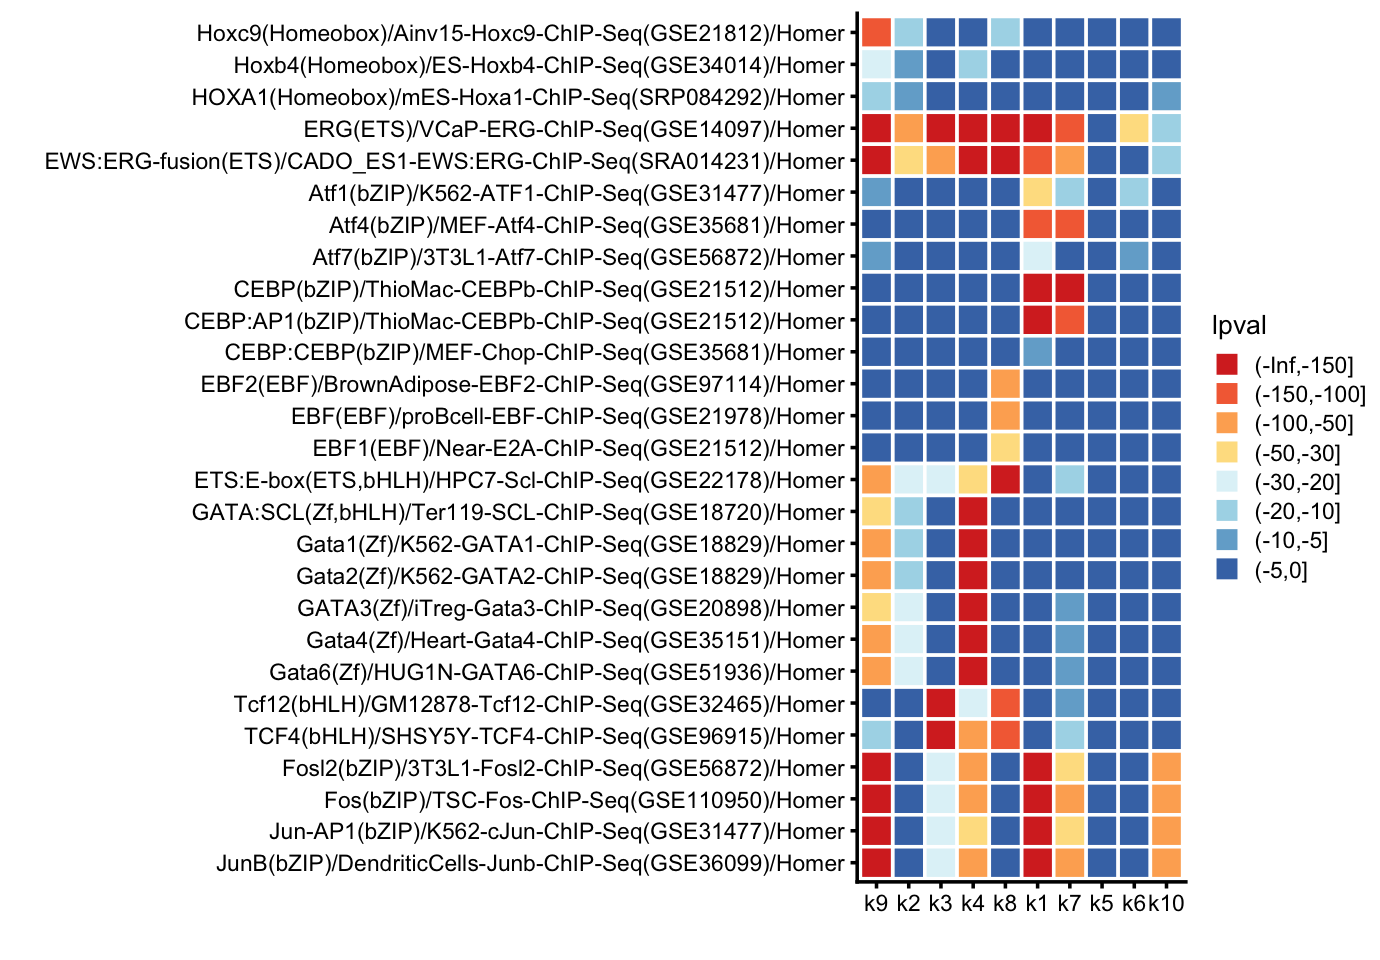 Hoxc9(Homeobox)/Ainv15-Hoxc9-ChIP-Seq(GSE21812)/Homer
Hoxb4(Homeobox)/ES-Hoxb4-ChIP-Seq(GSE34014)/Homer
HOXA1(Homeobox)/mES-Hoxa1-ChIP-Seq(SRP084292)/Homer
ERG(ETS)/VCaP-ERG-ChIP-Seq(GSE14097)/Homer
EWS:ERG-fusion(ETS)/CADO_ES1-EWS:ERG-ChIP-Seq(SRA014231)/Homer
Atf1(bZIP)/K562-ATF1-ChIP-Seq(GSE31477)/Homer
Atf4(bZIP)/MEF-Atf4-ChIP-Seq(GSE35681)/Homer
Atf7(bZIP)/3T3L1-Atf7-ChIP-Seq(GSE56872)/Homer
CEBP(bZIP)/ThioMac-CEBPb-ChIP-Seq(GSE21512)/Homer
CEBP:AP1(bZIP)/ThioMac-CEBPb-ChIP-Seq(GSE21512)/Homer
CEBP:CEBP(bZIP)/MEF-Chop-ChIP-Seq(GSE35681)/Homer
EBF2(EBF)/BrownAdipose-EBF2-ChIP-Seq(GSE97114)/Homer
EBF(EBF)/proBcell-EBF-ChIP-Seq(GSE21978)/Homer
EBF1(EBF)/Near-E2A-ChIP-Seq(GSE21512)/Homer
ETS:E-box(ETS,bHLH)/HPC7-Scl-ChIP-Seq(GSE22178)/Homer
GATA:SCL(Zf,bHLH)/Ter119-SCL-ChIP-Seq(GSE18720)/Homer
Gata1(Zf)/K562-GATA1-ChIP-Seq(GSE18829)/Homer
Gata2(Zf)/K562-GATA2-ChIP-Seq(GSE18829)/Homer
GATA3(Zf)/iTreg-Gata3-ChIP-Seq(GSE20898)/Homer
Gata4(Zf)/Heart-Gata4-ChIP-Seq(GSE35151)/Homer
Gata6(Zf)/HUG1N-GATA6-ChIP-Seq(GSE51936)/Homer
Tcf12(bHLH)/GM12878-Tcf12-ChIP-Seq(GSE32465)/Homer
TCF4(bHLH)/SHSY5Y-TCF4-ChIP-Seq(GSE96915)/Homer
Fosl2(bZIP)/3T3L1-Fosl2-ChIP-Seq(GSE56872)/Homer
Fos(bZIP)/TSC-Fos-ChIP-Seq(GSE110950)/Homer
Jun-AP1(bZIP)/K562-cJun-ChIP-Seq(GSE31477)/Homer
JunB(bZIP)/DendriticCells-Junb-ChIP-Seq(GSE36099)/Homer
k9 k2 k3 k4 k8 k1 k7 k5 k6 k10
lpval
(-Inf,-150]
(-150,-100]
(-100,-50]
(-50,-30]
(-30,-20]
(-20,-10]
(-10,-5]
(-5,0]